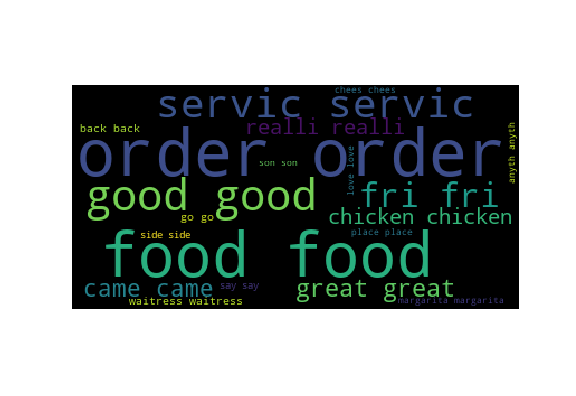 chees chees
servic servic
back back
realli realli
order order
anyth anyth
son son
love love
good good
fri fri
go go
chicken chicken
side side
place place
food food
came came
say say
great great
waitress waitress
margarita margarita